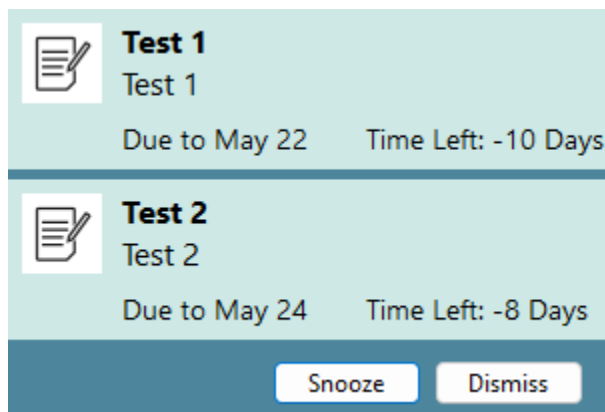 Test 1
Test 1
Due to May 22 Time Left: -10 Days
Test 2
Test 2
Due to May 24 Time Left: -8 Days
Snooze Dismiss